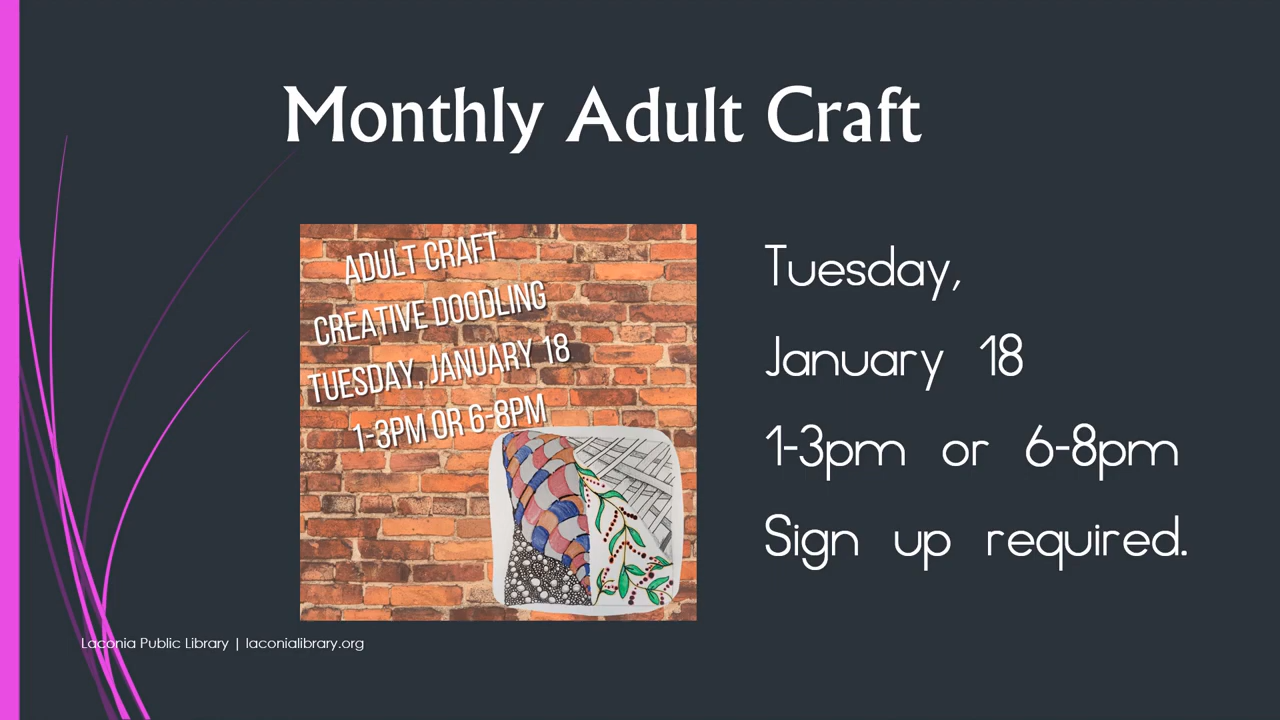 Monthly Adult Craft
ADULT CRAFT
CREATIVE DOODLING
TUESDAY, JANUARY 18
1-3PM OR 6-8PM
Tuesday,
January 18
1-3pm or 6-8pm
Sign up required.
Laconia Public Library | laconialibrary.org